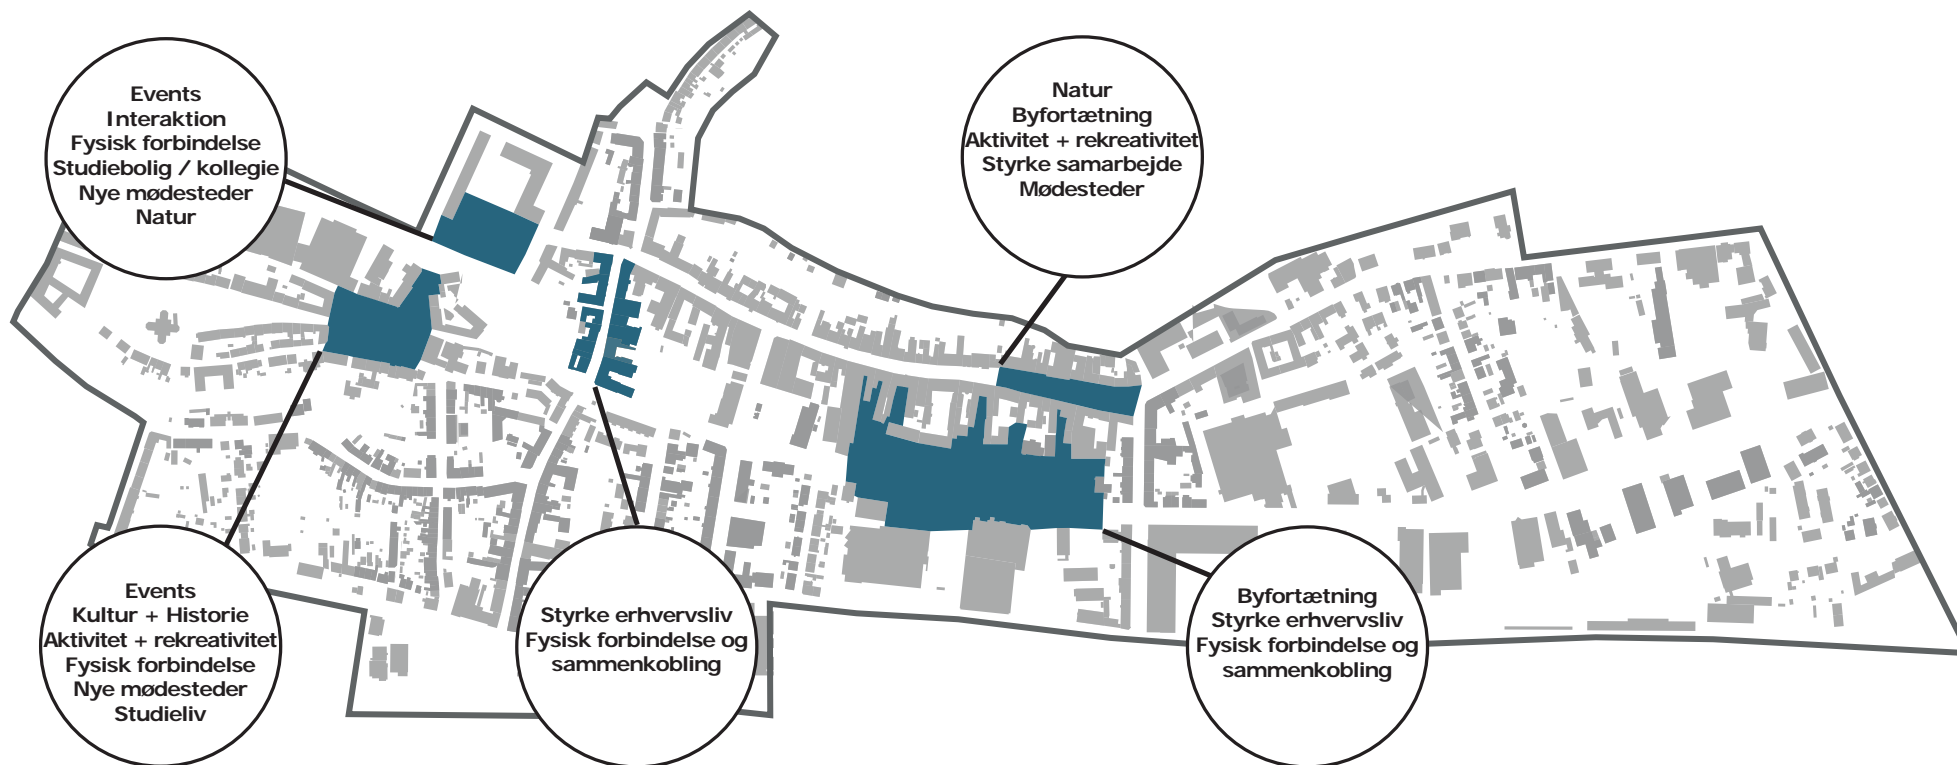 Events
Interaktion
Fysisk forbindelse
Studiebolig / kollegie
Nye mødesteder
Natur
Natur
Byfortætning
Aktivitet + rekreativitet
Styrke samarbejde
Mødesteder
Events
Kultur + Historie
Aktivitet + rekreativitet
Fysisk forbindelse
Nye mødesteder
Studieliv
Styrke erhvervsliv
Fysisk forbindelse og
sammenkobling
Byfortætning
Styrke erhvervsliv
Fysisk forbindelse og
sammenkobling